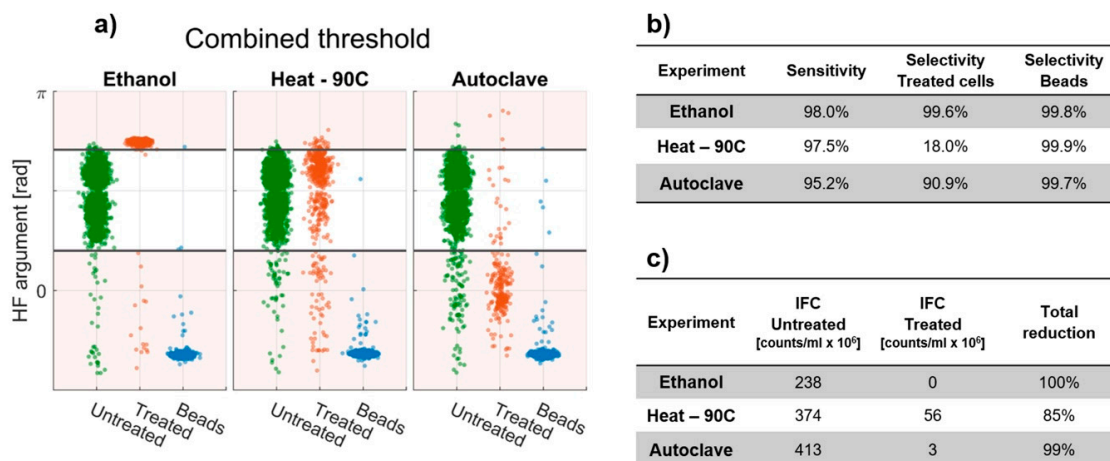 a)
Combined threshold
Ethanol Heat - 90C Autoclave
π
0
HF argument [rad]
Untreated Treated Beads Untreated Treated Beads Untreated Treated Beads
b)
Experiment Sensitivity Selectivity Treated cells Selectivity Beads
Ethanol 98.0% 99.6% 99.8%
Heat – 90C 97.5% 18.0% 99.9%
Autoclave 95.2% 90.9% 99.7%
c)
Experiment IFC Untreated [counts/ml x 10⁶] IFC Treated [counts/ml x 10⁶] Total reduction
Ethanol 238 0 100%
Heat – 90C 374 56 85%
Autoclave 413 3 99%